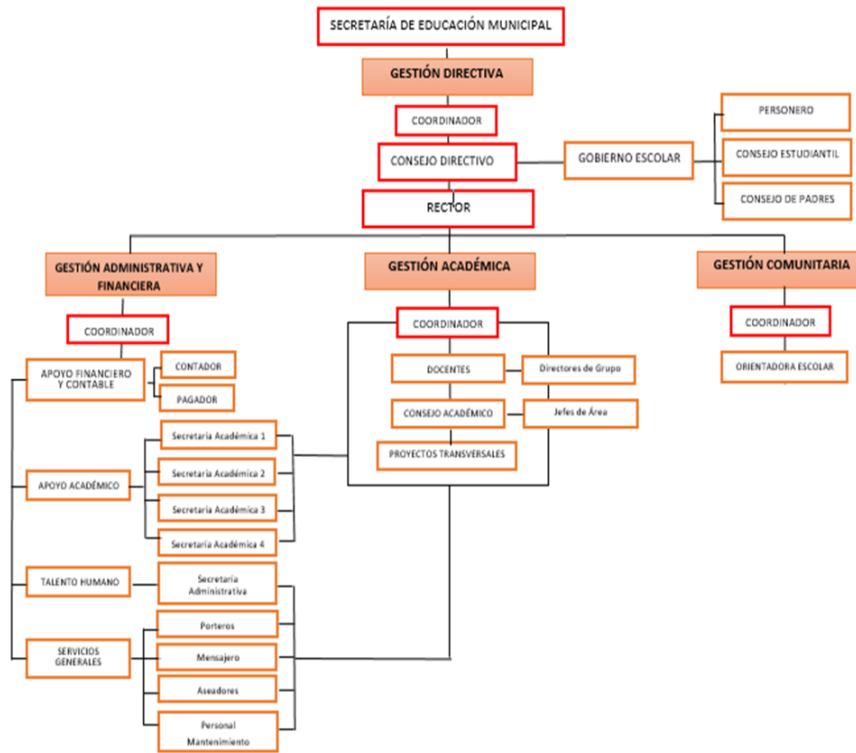 SECRETARÍA DE EDUCACIÓN MUNICIPAL
GESTIÓN DIRECTIVA
COORDINADOR
CONSEJO DIRECTIVO
GOBIERNO ESCOLAR
PERSONERO
CONSEJO ESTUDIANTIL
CONSEJO DE PADRES
RECTOR
GESTIÓN ADMINISTRATIVA Y
FINANCIERA
COORDINADOR
APOYO FINANCIERO
Y CONTABLE
CONTADOR
PAGADOR
APOYO ACADÉMICO
Secretaria Académica 1
Secretaria Académica 2
Secretaria Académica 3
Secretaria Académica 4
TALENTO HUMANO
Secretaría
Administrativa
SERVICIOS
GENERALES
Porteros
Mensajero
Aseadores
Personal
Mantenimiento
GESTIÓN ACADÉMICA
COORDINADOR
DOCENTES
Directores de Grupo
CONSEJO ACADÉMICO
Jefes de Área
PROYECTOS TRANSVERSALES
GESTIÓN COMUNITARIA
COORDINADOR
ORIENTADORA ESCOLAR